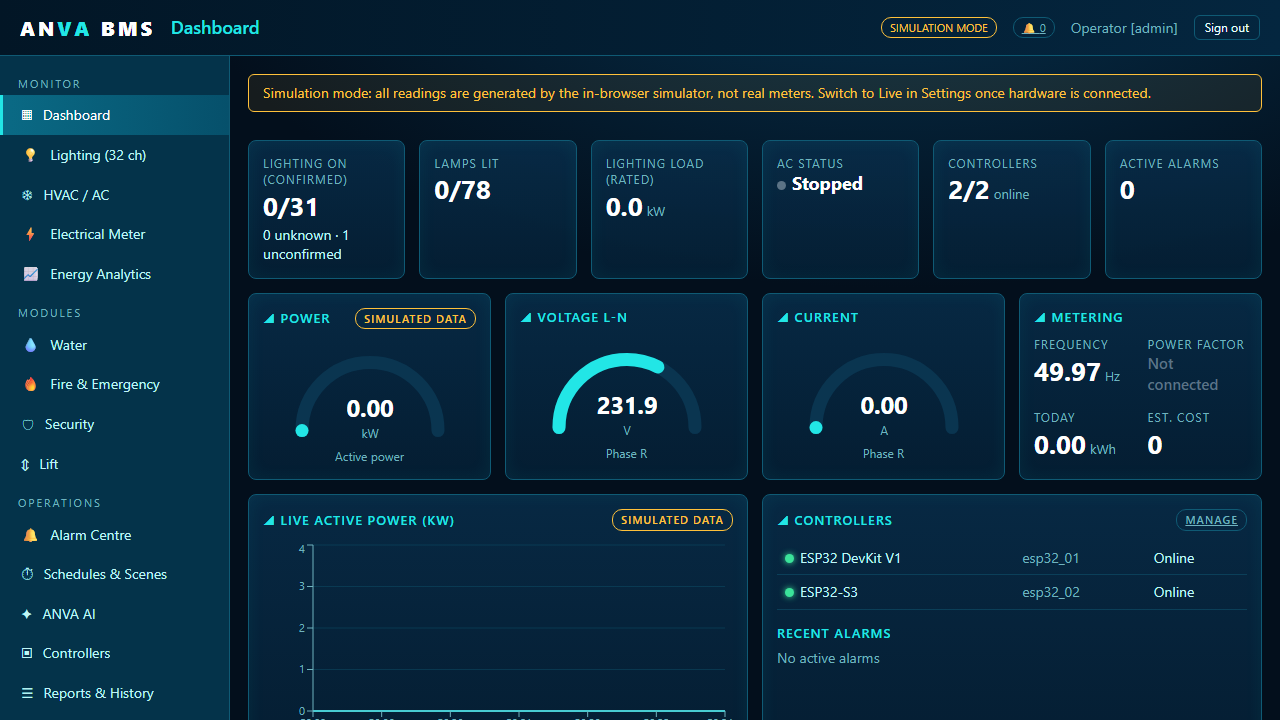 ANVA BMS Dashboard SIMULATION MODE 0 Operator [admin] Sign out
MONITOR
Dashboard
Lighting (32 ch)
HVAC / AC
Electrical Meter
Energy Analytics
MODULES
Water
Fire & Emergency
Security
Lift
OPERATIONS
Alarm Centre
Schedules & Scenes
ANVA AI
Controllers
Reports & History
Simulation mode: all readings are generated by the in-browser simulator, not real meters. Switch to Live in Settings once hardware is connected.
LIGHTING ON
(CONFIRMED)
0/31
0 unknown · 1
unconfirmed
LAMPS LIT
0/78
LIGHTING LOAD
(RATED)
0.0 kW
AC STATUS
Stopped
CONTROLLERS
2/2 online
ACTIVE ALARMS
0
POWER SIMULATED DATA
0.00
kW
Active power
VOLTAGE L-N
231.9
V
Phase R
CURRENT
0.00
A
Phase R
METERING
FREQUENCY
49.97 Hz
POWER FACTOR
Not
connected
TODAY
0.00 kWh
EST. COST
0
LIVE ACTIVE POWER (KW) SIMULATED DATA
4
3
2
1
0
CONTROLLERS MANAGE
ESP32 DevKit V1 esp32_01 Online
ESP32-S3 esp32_02 Online
RECENT ALARMS
No active alarms